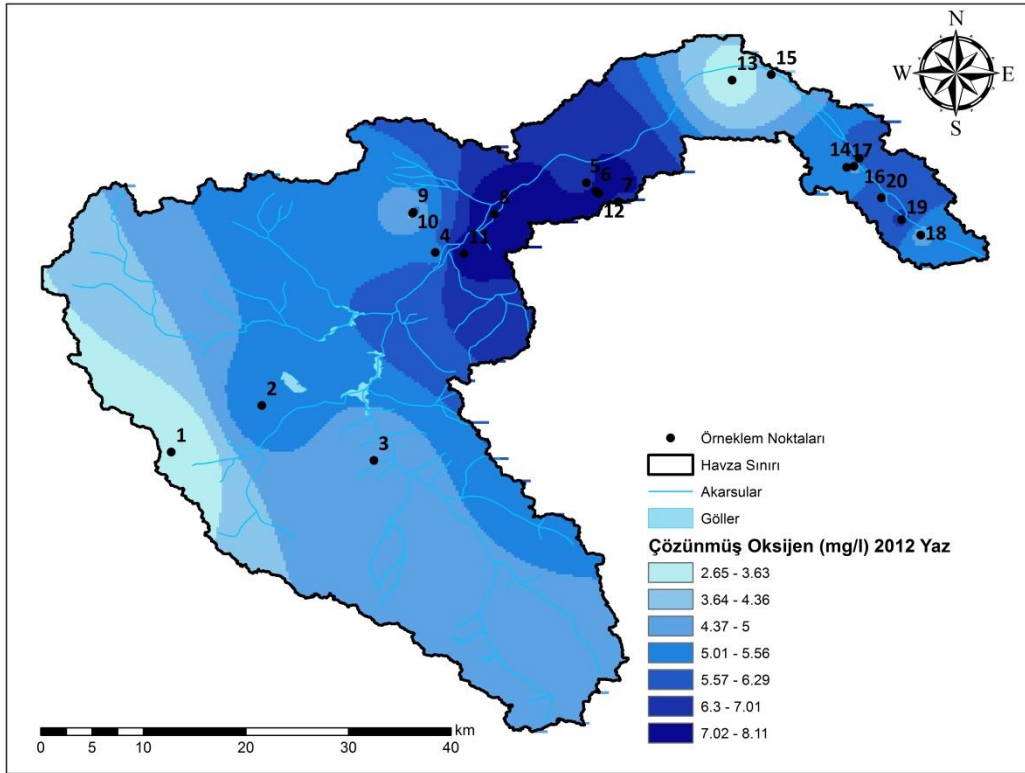 N
W E
S
13 15
14 17
16 20
19
18
5 6 7
12
9
10
8
4 11
2
1
3
Örneklem Noktaları
Havza Sınırı
Akarsular
Göller
Çözünmüş Oksijen (mg/l) 2012 Yaz
2.65 - 3.63
3.64 - 4.36
4.37 - 5
5.01 - 5.56
5.57 - 6.29
6.3 - 7.01
7.02 - 8.11
km
0 5 10 20 30 40